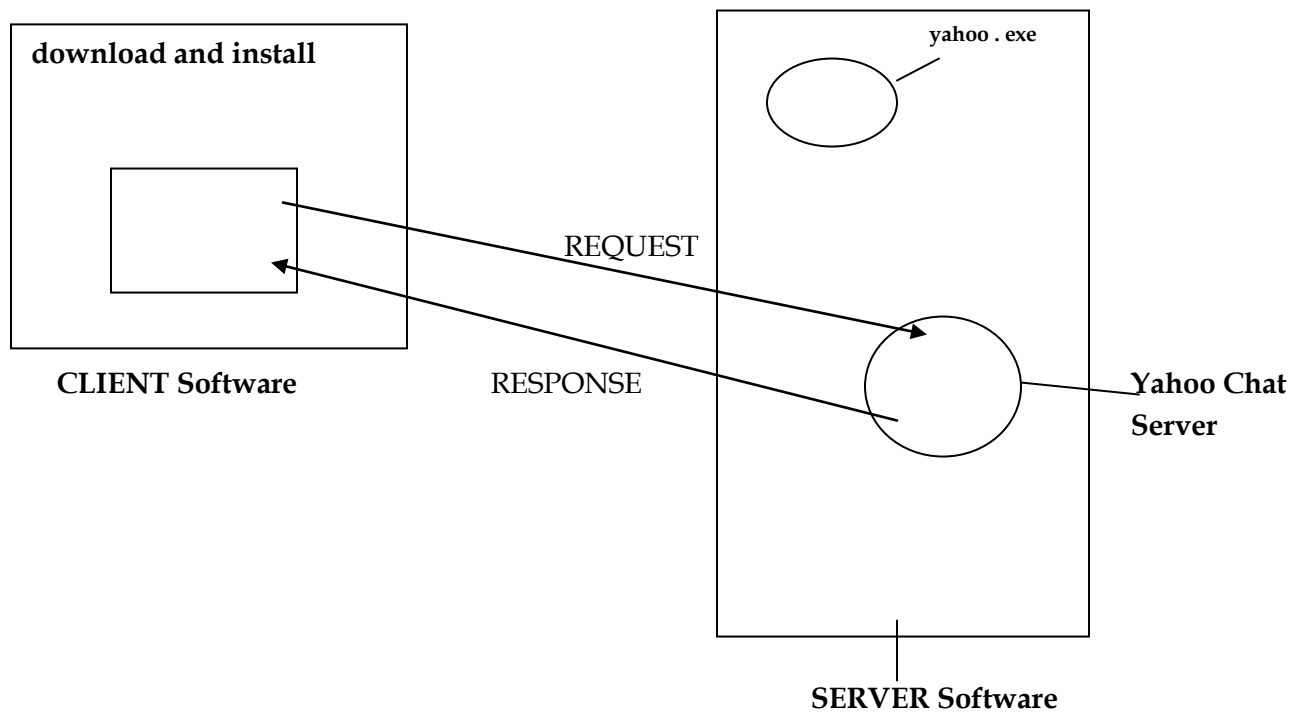 download and install
yahoo . exe
REQUEST
CLIENT Software
RESPONSE
Yahoo Chat
Server
SERVER Software